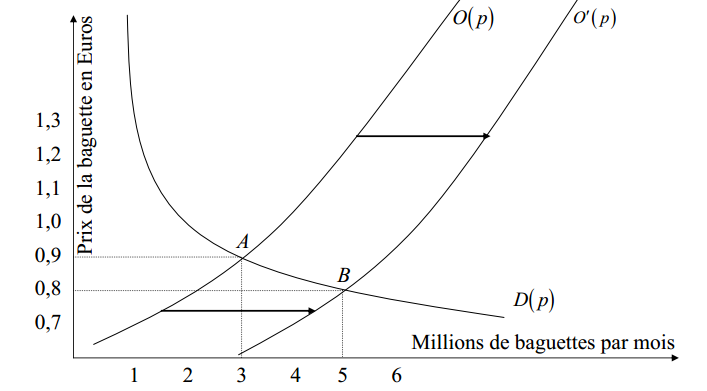 Prix de la baguette en Euros
O(p)
O'(p)
1,3
1,2
1,1
1,0
0,9
0,8
0,7
A
B
D(p)
Millions de baguettes par mois
1 2 3 4 5 6